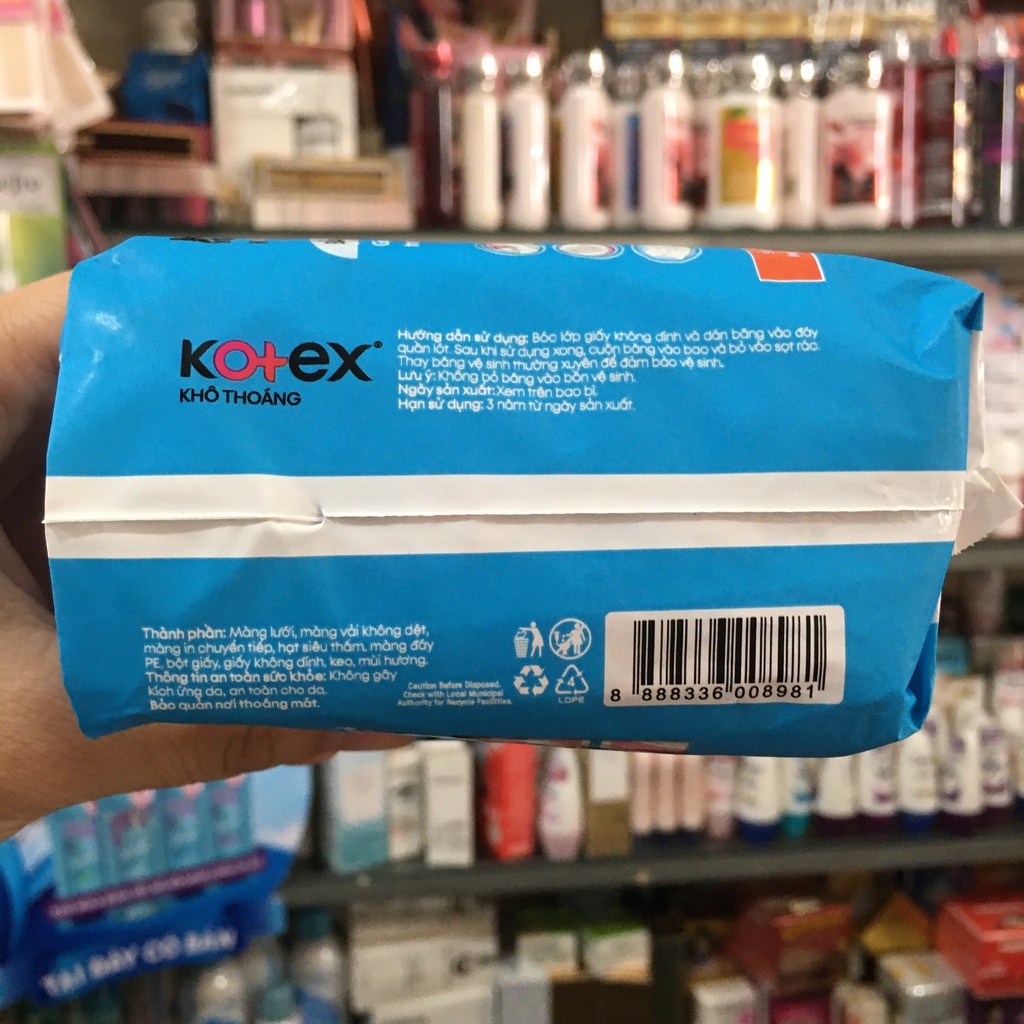 Kotex®
KHÔ THOÁNG
Hướng dẫn sử dụng: Bóc lớp giấy không dính và dán băng vào đáy
quần lót. Sau khi sử dụng xong, cuộn băng vào bao và bỏ vào sọt rác.
Thay băng vệ sinh thường xuyên để đảm bảo vệ sinh.
Lưu ý: Không bỏ băng vào bồn vệ sinh.
Ngày sản xuất: Xem trên bao bì.
Hạn sử dụng: 3 năm từ ngày sản xuất.
Thành phần: Màng lưới, màng vải không dệt,
màng in chuyển tiếp, hạt siêu thấm, màng đáy
PE, bột giấy, giấy không dính, keo, mùi hương.
Thông tin an toàn sức khỏe: Không gây
kích ứng da, an toàn cho da.
Bảo quản nơi thoáng mát.
Caution Before Disposed.
Check with Local Municipal
Authority for Recycle Facilities.
4
LDPE
8 888336 008981
TẠI ĐÂY CÓ BÁN